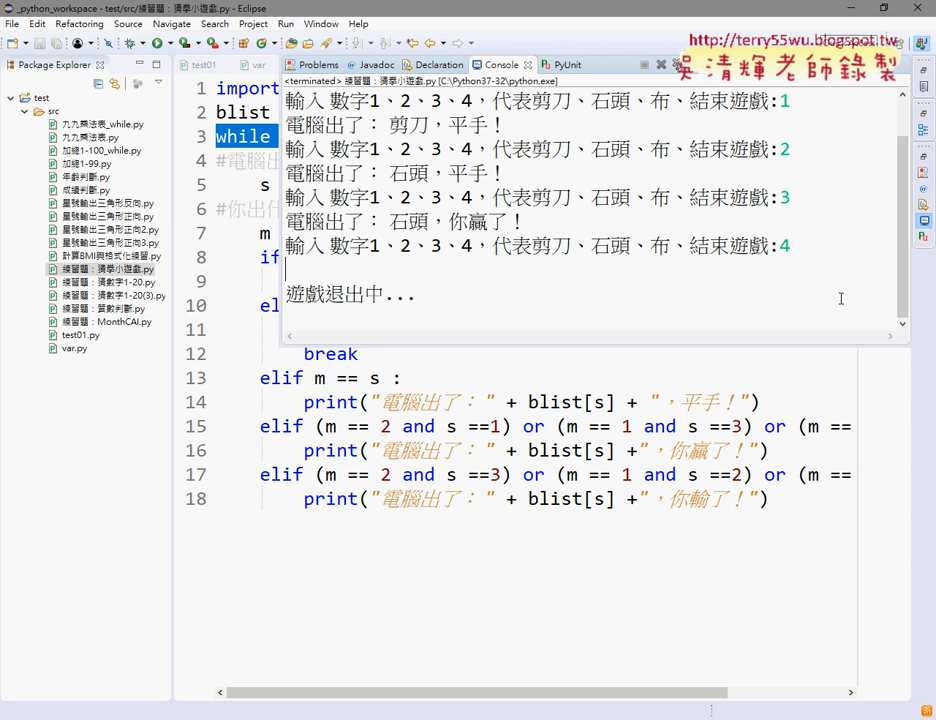 _python_workspace - test/src/練習題：猜拳小遊戲.py - Eclipse
File Edit Refactoring Source Navigate Search Project Run Window Help
http://terry55wu.blogspot.tw
吳清輝老師錄製
Package Explorer
test01
var
Problems
Javadoc
Declaration
Console
PyUnit
<terminated> 練習題：猜拳小遊戲.py [C:\Python37-32\python.exe]
test
src
九九乘法表_while.py
九九乘法表.py
加總1-100_while.py
加總1-99.py
年齡判斷.py
成績判斷.py
星號輸出三角形反向.py
星號輸出三角形正向.py
星號輸出三角形正向2.py
星號輸出三角形正向3.py
計算BMI與格式化練習.py
練習題：猜拳小遊戲.py
練習題：猜數字1-20.py
練習題：猜數字1-20(3).py
練習題：質數判斷.py
練習題：MonthCAl.py
test01.py
var.py
輸入 數字1、2、3、4，代表剪刀、石頭、布、結束遊戲:1
電腦出了： 剪刀，平手！
輸入 數字1、2、3、4，代表剪刀、石頭、布、結束遊戲:2
電腦出了： 石頭，平手！
輸入 數字1、2、3、4，代表剪刀、石頭、布、結束遊戲:3
電腦出了： 石頭，你贏了！
輸入 數字1、2、3、4，代表剪刀、石頭、布、結束遊戲:4
遊戲退出中...
1 import
2 blist
3 while
4 #電腦出
5 s
6 #你出什
7 m
8 if
9
10 el
11
12 break
13 elif m == s :
14 print("電腦出了： " + blist[s] + "，平手！")
15 elif (m == 2 and s ==1) or (m == 1 and s ==3) or (m ==
16 print("電腦出了： " + blist[s] +"，你贏了！")
17 elif (m == 2 and s ==3) or (m == 1 and s ==2) or (m ==
18 print("電腦出了： " + blist[s] +"，你輸了！")